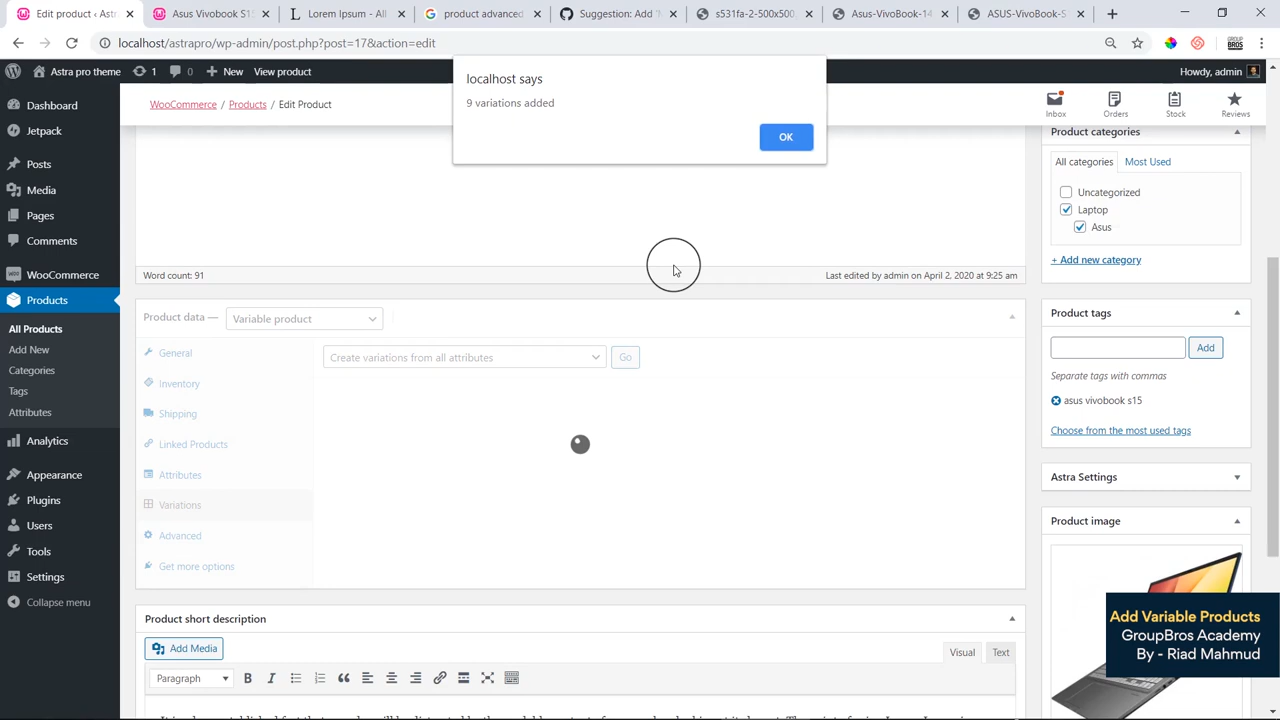 Edit product ‹ Astra
Asus Vivobook S15
Lorem Ipsum - All
product advanced
Suggestion: Add
s531fa-2-500x500
Asus-VivoBook-14
ASUS-VivoBook-S
localhost/astrapro/wp-admin/post.php?post=17&action=edit
GROUP
BROS
Astra pro theme
1
0
New
View product
Howdy, admin
localhost says
9 variations added
OK
WooCommerce / Products / Edit Product
Inbox
Orders
Stock
Reviews
Dashboard
Jetpack
Posts
Media
Pages
Comments
WooCommerce
Products
All Products
Add New
Categories
Tags
Attributes
Analytics
Appearance
Plugins
Users
Tools
Settings
Collapse menu
Word count: 91
Last edited by admin on April 2, 2020 at 9:25 am
Product data —
Variable product
General
Inventory
Shipping
Linked Products
Attributes
Variations
Advanced
Get more options
Create variations from all attributes
Go
Product short description
Add Media
Visual
Text
Paragraph
B
I
Product categories
All categories
Most Used
Uncategorized
Laptop
Asus
+ Add new category
Product tags
Add
Separate tags with commas
asus vivobook s15
Choose from the most used tags
Astra Settings
Product image
Add Variable Products
GroupBros Academy
By - Riad Mahmud